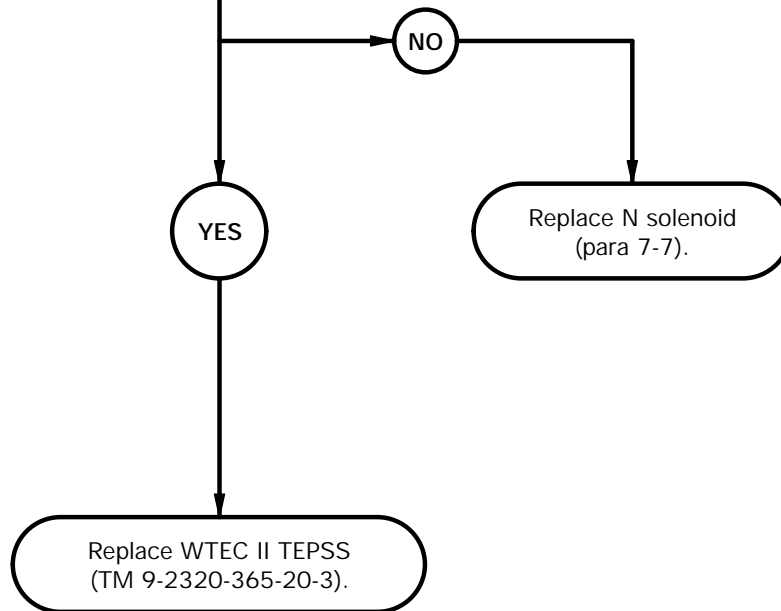 NO
YES
Replace N solenoid
(para 7-7).
Replace WTEC II TEPSS
(TM 9-2320-365-20-3).